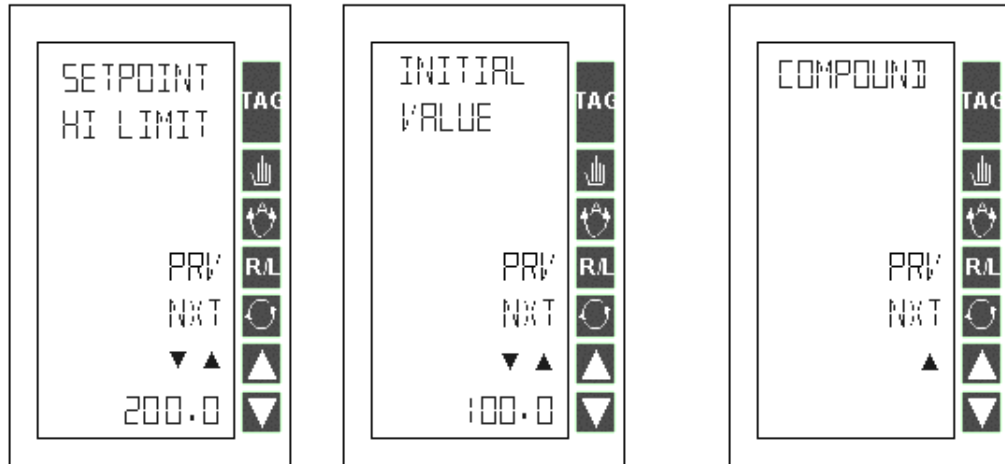 SETPOINT
HI LIMIT
TAG
PRV
R/L
NXT
200.0
INITIAL
VALUE
TAG
A
PRV
R/L
NXT
100.0
COMPOUND
TAG
A
PRV
R/L
NXT